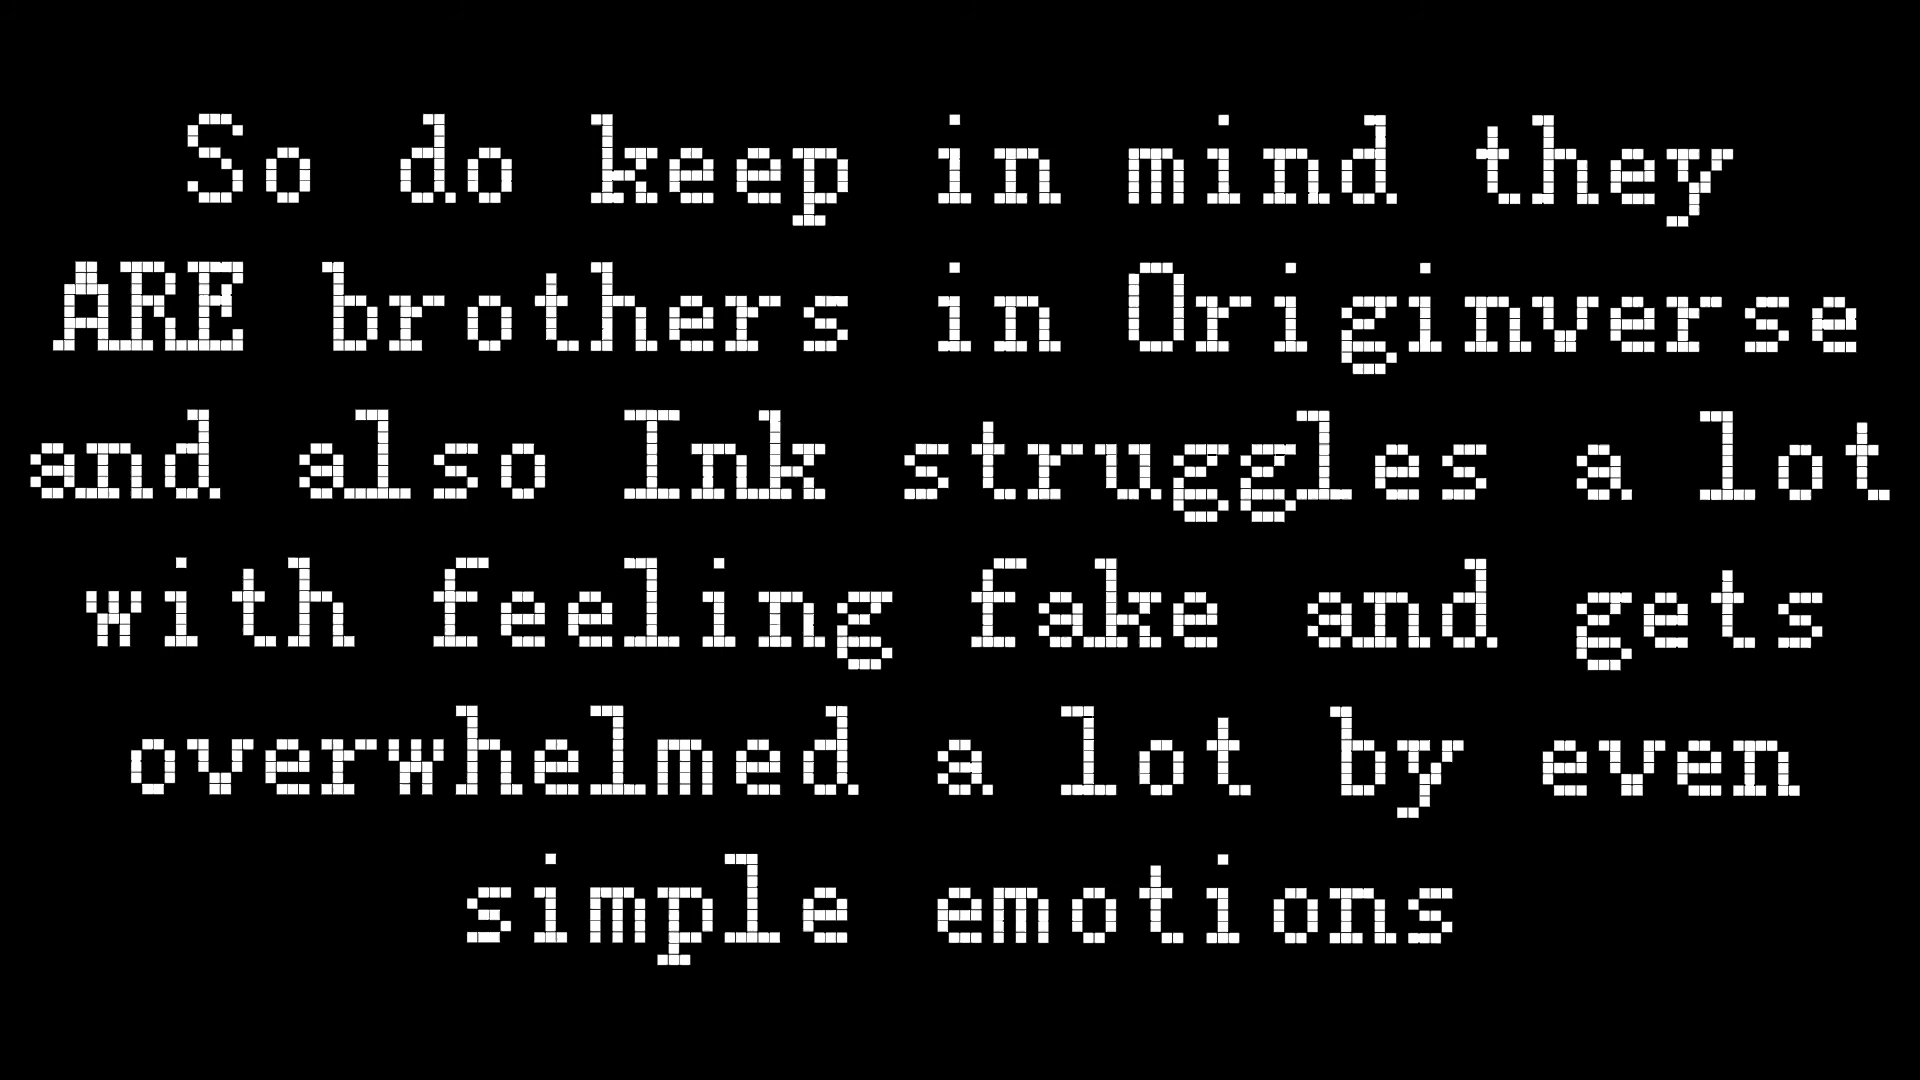 So do keep in mind they
ARE brothers in Originverse
and also Ink struggles a lot
with feeling fake and gets
overwhelmed a lot by even
simple emotions